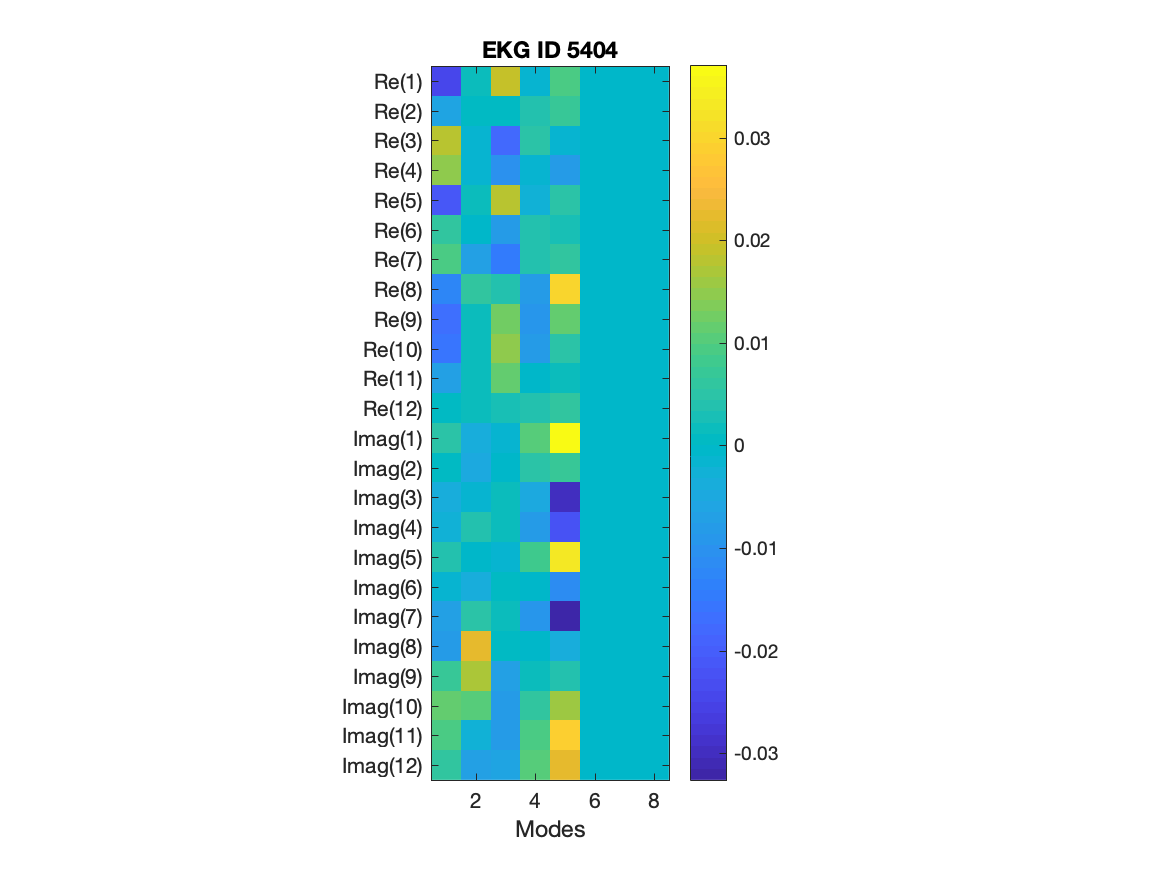 EKG ID 5404
Re(1)
Re(2)
Re(3)
Re(4)
Re(5)
Re(6)
Re(7)
Re(8)
Re(9)
Re(10)
Re(11)
Re(12)
Imag(1)
Imag(2)
Imag(3)
Imag(4)
Imag(5)
Imag(6)
Imag(7)
Imag(8)
Imag(9)
Imag(10)
Imag(11)
Imag(12)
2 4 6 8
Modes
0.03
0.02
0.01
0
-0.01
-0.02
-0.03